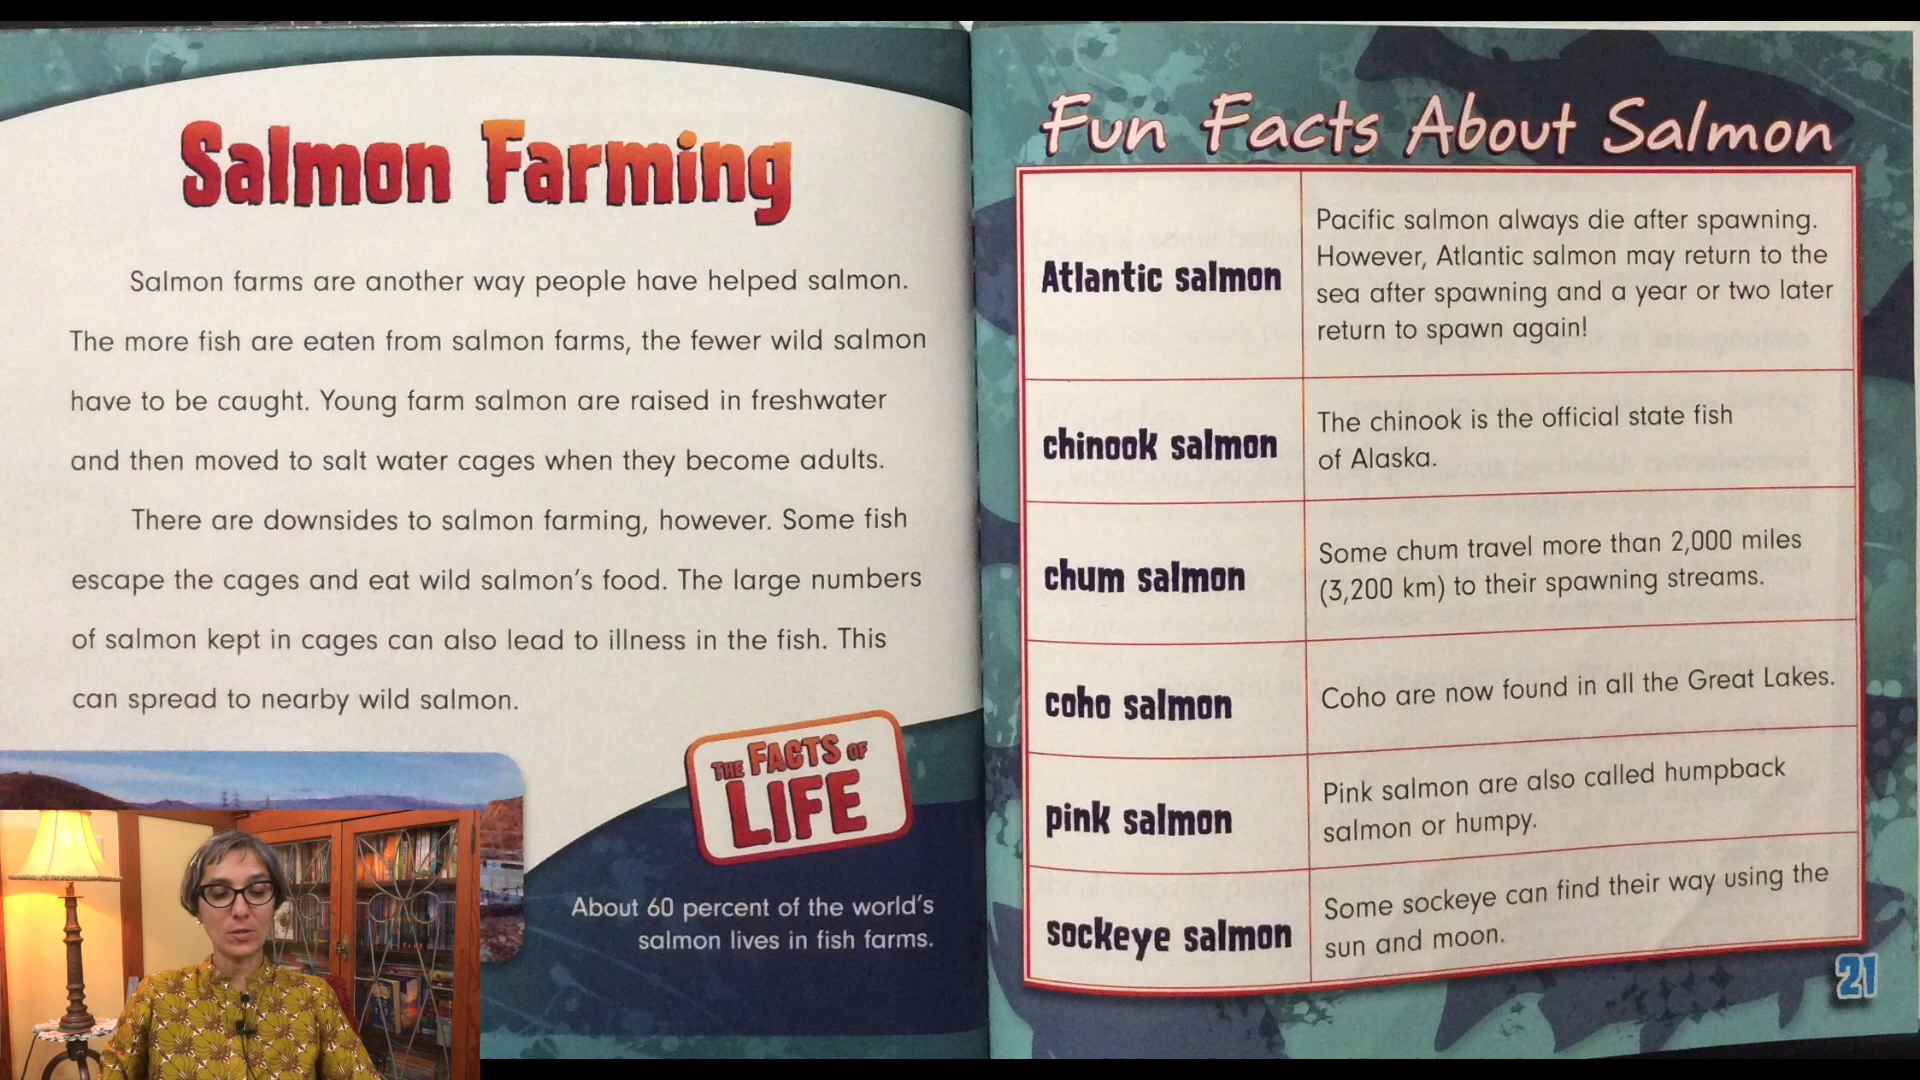 Salmon Farming
Salmon farms are another way people have helped salmon.
The more fish are eaten from salmon farms, the fewer wild salmon
have to be caught. Young farm salmon are raised in freshwater
and then moved to salt water cages when they become adults.
There are downsides to salmon farming, however. Some fish
escape the cages and eat wild salmon's food. The large numbers
of salmon kept in cages can also lead to illness in the fish. This
can spread to nearby wild salmon.
THE FACTS OF
LIFE
About 60 percent of the world's
salmon lives in fish farms.
Fun Facts About Salmon
Atlantic salmon
Pacific salmon always die after spawning.
However, Atlantic salmon may return to the
sea after spawning and a year or two later
return to spawn again!
chinook salmon
The chinook is the official state fish
of Alaska.
chum salmon
Some chum travel more than 2,000 miles
(3,200 km) to their spawning streams.
coho salmon
Coho are now found in all the Great Lakes.
pink salmon
Pink salmon are also called humpback
salmon or humpy.
sockeye salmon
Some sockeye can find their way using the
sun and moon.
21